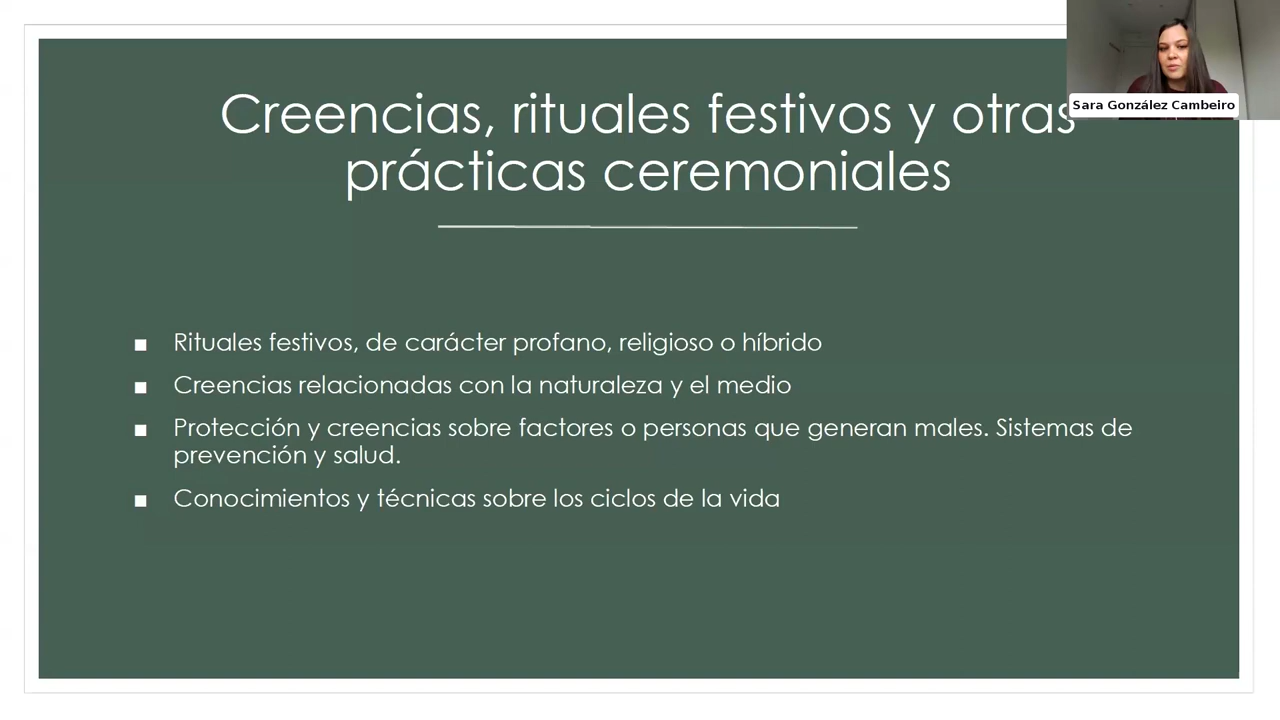 Creencias, rituales festivos y otras
prácticas ceremoniales
Sara González Cambeiro
■ Rituales festivos, de carácter profano, religioso o híbrido
■ Creencias relacionadas con la naturaleza y el medio
■ Protección y creencias sobre factores o personas que generan males. Sistemas de
prevención y salud.
■ Conocimientos y técnicas sobre los ciclos de la vida